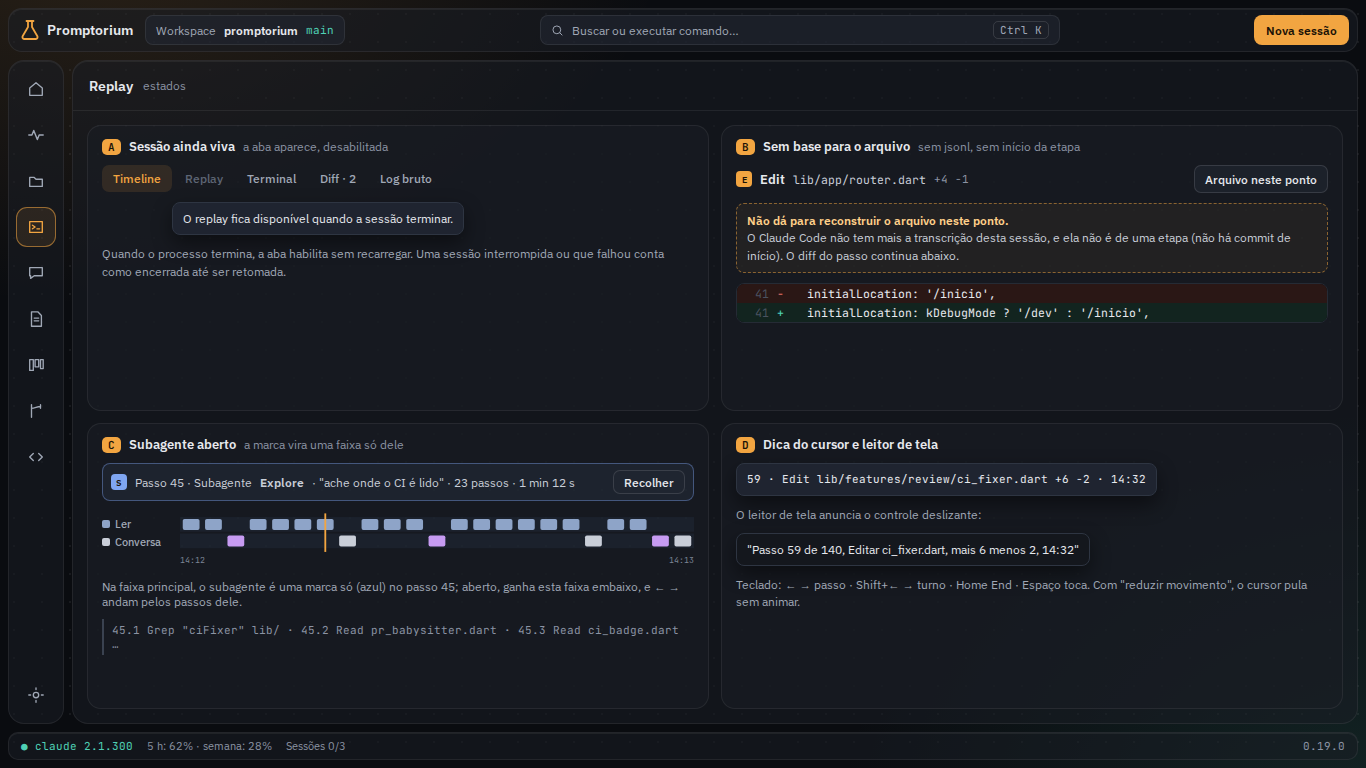 Promptorium
Workspace promptorium main
Buscar ou executar comando...
Ctrl K
Nova sessão
Replay estados
A Sessão ainda viva a aba aparece, desabilitada
Timeline Replay Terminal Diff · 2 Log bruto
O replay fica disponível quando a sessão terminar.
Quando o processo termina, a aba habilita sem recarregar. Uma sessão interrompida ou que falhou conta
como encerrada até ser retomada.
B Sem base para o arquivo sem jsonl, sem início da etapa
E Edit lib/app/router.dart +4 -1
Arquivo neste ponto
Não dá para reconstruir o arquivo neste ponto.
O Claude Code não tem mais a transcrição desta sessão, e ela não é de uma etapa (não há commit de
início). O diff do passo continua abaixo.
41 - initialLocation: '/inicio',
41 + initialLocation: kDebugMode ? '/dev' : '/inicio',
C Subagente aberto a marca vira uma faixa só dele
S Passo 45 · Subagente Explore · "ache onde o CI é lido" · 23 passos · 1 min 12 s
Recolher
Ler
Conversa
14:12 14:13
Na faixa principal, o subagente é uma marca só (azul) no passo 45; aberto, ganha esta faixa embaixo, e ← →
andam pelos passos dele.
45.1 Grep "ciFixer" lib/ · 45.2 Read pr_babysitter.dart · 45.3 Read ci_badge.dart
…
D Dica do cursor e leitor de tela
59 · Edit lib/features/review/ci_fixer.dart +6 -2 · 14:32
O leitor de tela anuncia o controle deslizante:
"Passo 59 de 140, Editar ci_fixer.dart, mais 6 menos 2, 14:32"
Teclado: ← → passo · Shift+← → turno · Home End · Espaço toca. Com "reduzir movimento", o cursor pula
sem animar.
claude 2.1.300 5 h: 62% · semana: 28% Sessões 0/3
0.19.0